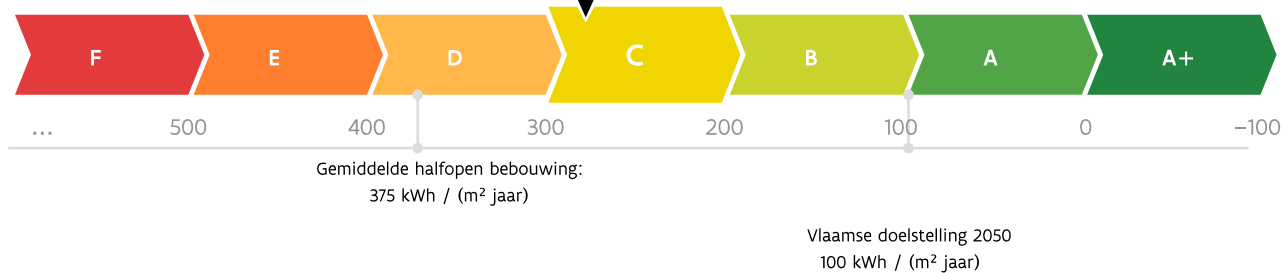 F E D C B A A+
... 500 400 300 200 100 0 −100
Gemiddelde halfopen bebouwing:
375 kWh / (m² jaar)
Vlaamse doelstelling 2050
100 kWh / (m² jaar)